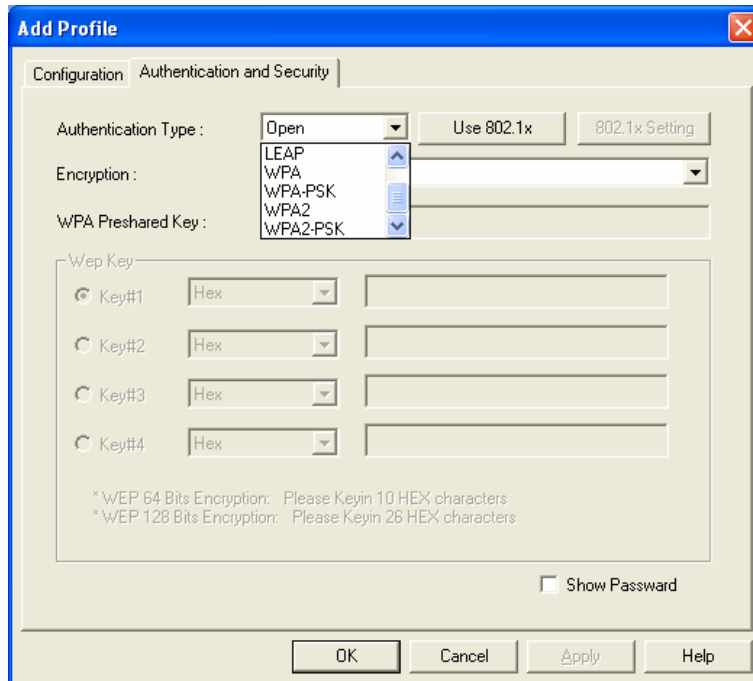 Add Profile
Configuration
Authentication and Security
Authentication Type :
Open
Use 802.1x
802.1x Setting
LEAP
WPA
WPA-PSK
WPA2
WPA2-PSK
Encryption :
WPA Preshared Key :
Wep Key
Key#1
Hex
Key#2
Hex
Key#3
Hex
Key#4
Hex
* WEP 64 Bits Encryption: Please Keyin 10 HEX characters
* WEP 128 Bits Encryption: Please Keyin 26 HEX characters
Show Passward
OK
Cancel
Apply
Help